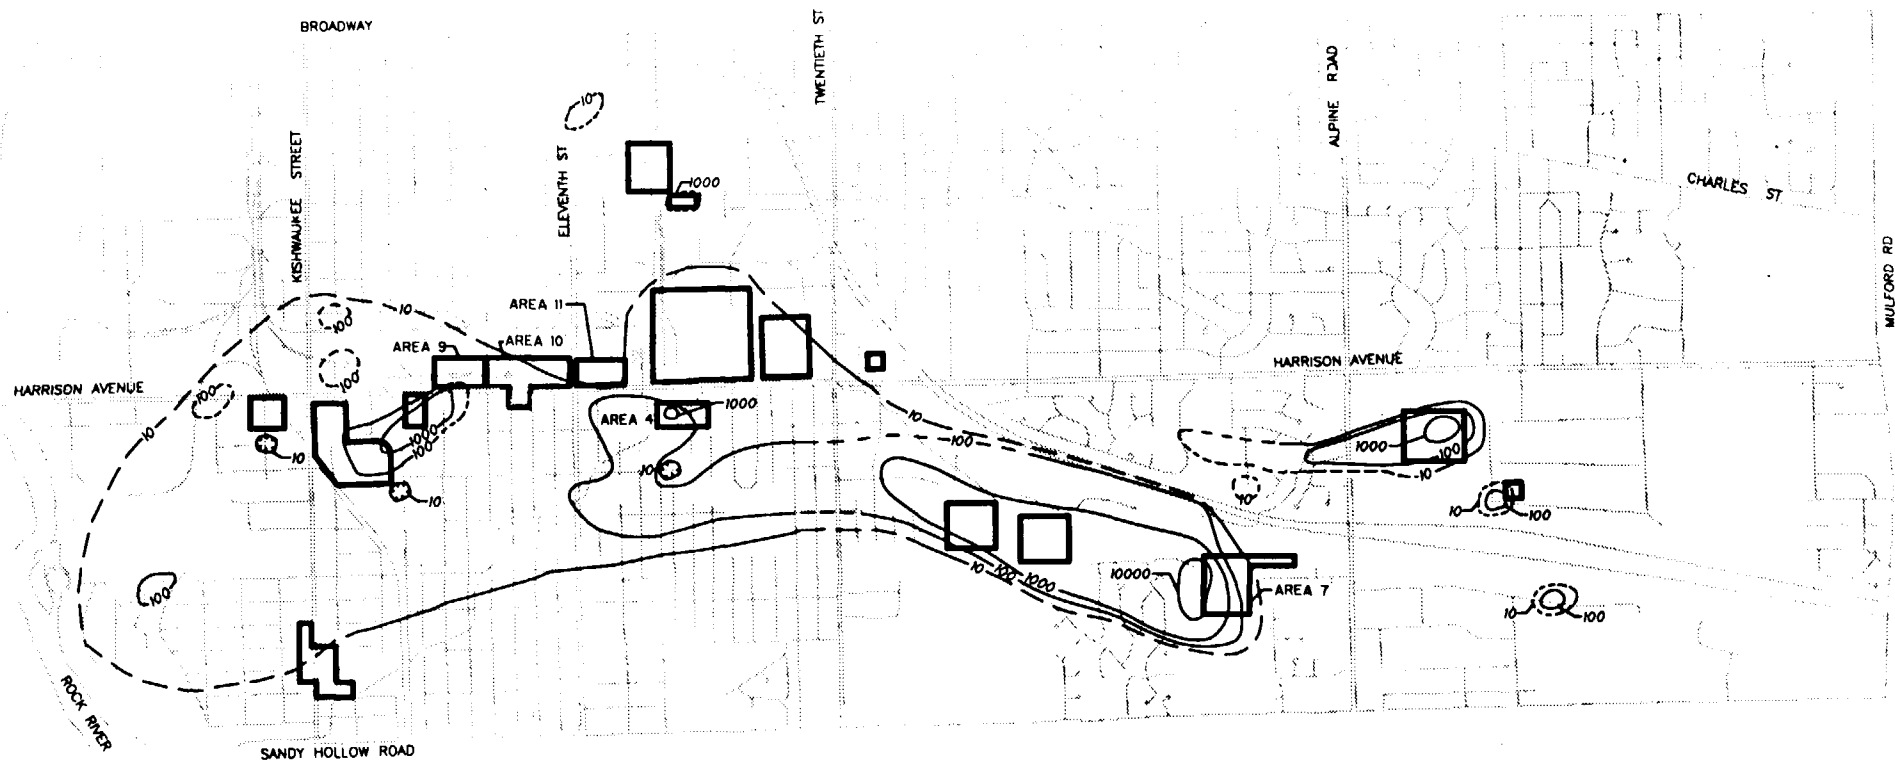 BROADWAY
TWENTIETH ST
ALPINE ROAD
KISHWAUKEE STREET
ELEVENTH ST
10
1000
CHARLES ST
MULFORD RD
AREA 11
10
100
AREA 9
AREA 10
HARRISON AVENUE
HARRISON AVENUE
100
100
1000
AREA 4
10
10
100
1000
100
1000
100
10
10
10
10
10
10
100
10
100
1000
10000
100
AREA 7
10
100
ROCK RIVER
SANDY HOLLOW ROAD